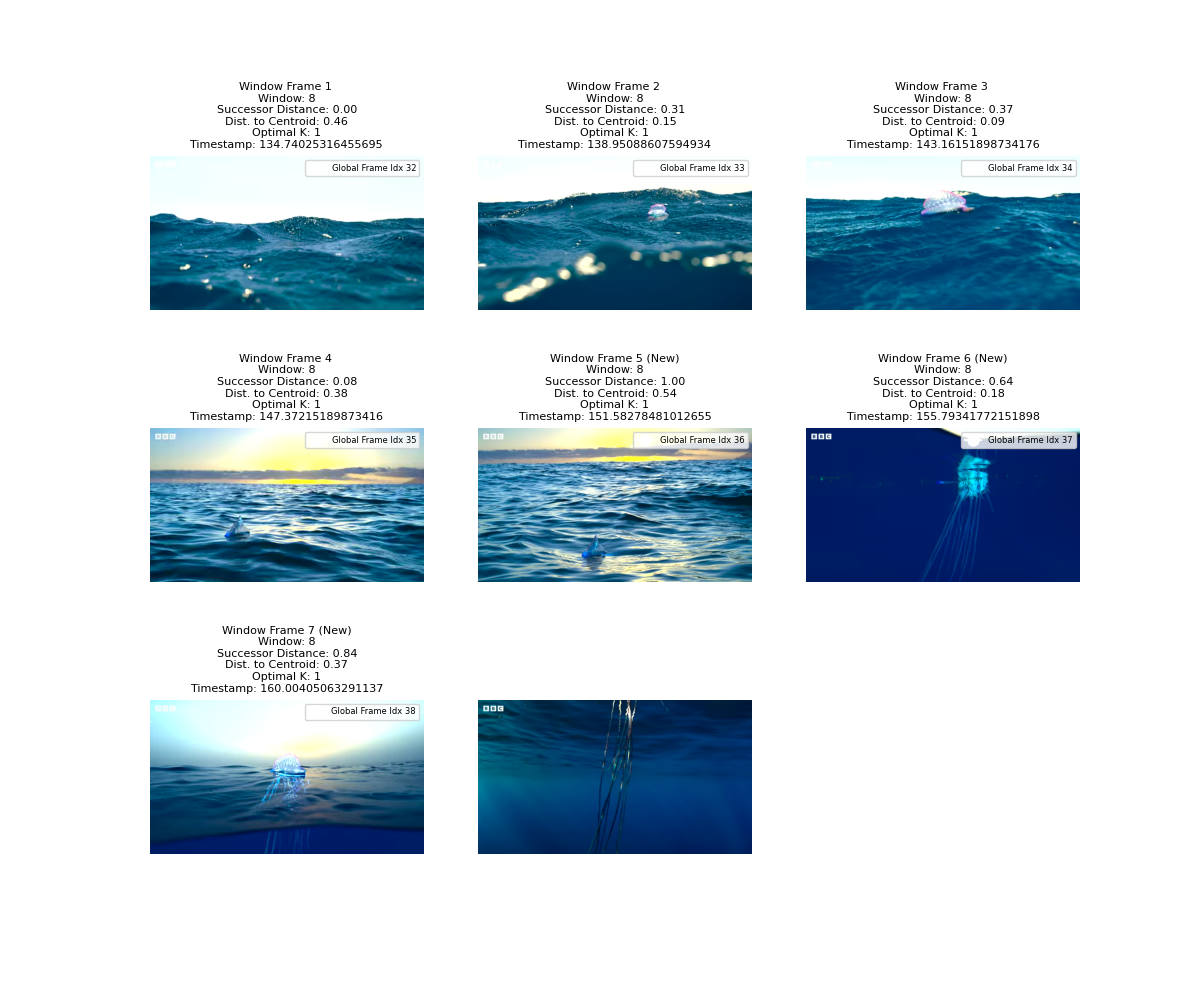 Window Frame 1
Window: 8
Successor Distance: 0.00
Dist. to Centroid: 0.46
Optimal K: 1
Timestamp: 134.74025316455695
Global Frame Idx 32
Window Frame 2
Window: 8
Successor Distance: 0.31
Dist. to Centroid: 0.15
Optimal K: 1
Timestamp: 138.95088607594934
Global Frame Idx 33
Window Frame 3
Window: 8
Successor Distance: 0.37
Dist. to Centroid: 0.09
Optimal K: 1
Timestamp: 143.16151898734176
Global Frame Idx 34
Window Frame 4
Window: 8
Successor Distance: 0.08
Dist. to Centroid: 0.38
Optimal K: 1
Timestamp: 147.37215189873416
BBC
Global Frame Idx 35
Window Frame 5 (New)
Window: 8
Successor Distance: 1.00
Dist. to Centroid: 0.54
Optimal K: 1
Timestamp: 151.58278481012655
BBC
Global Frame Idx 36
Window Frame 6 (New)
Window: 8
Successor Distance: 0.64
Dist. to Centroid: 0.18
Optimal K: 1
Timestamp: 155.79341772151898
BBC
Global Frame Idx 37
Window Frame 7 (New)
Window: 8
Successor Distance: 0.84
Dist. to Centroid: 0.37
Optimal K: 1
Timestamp: 160.00405063291137
BBC
Global Frame Idx 38
BBC